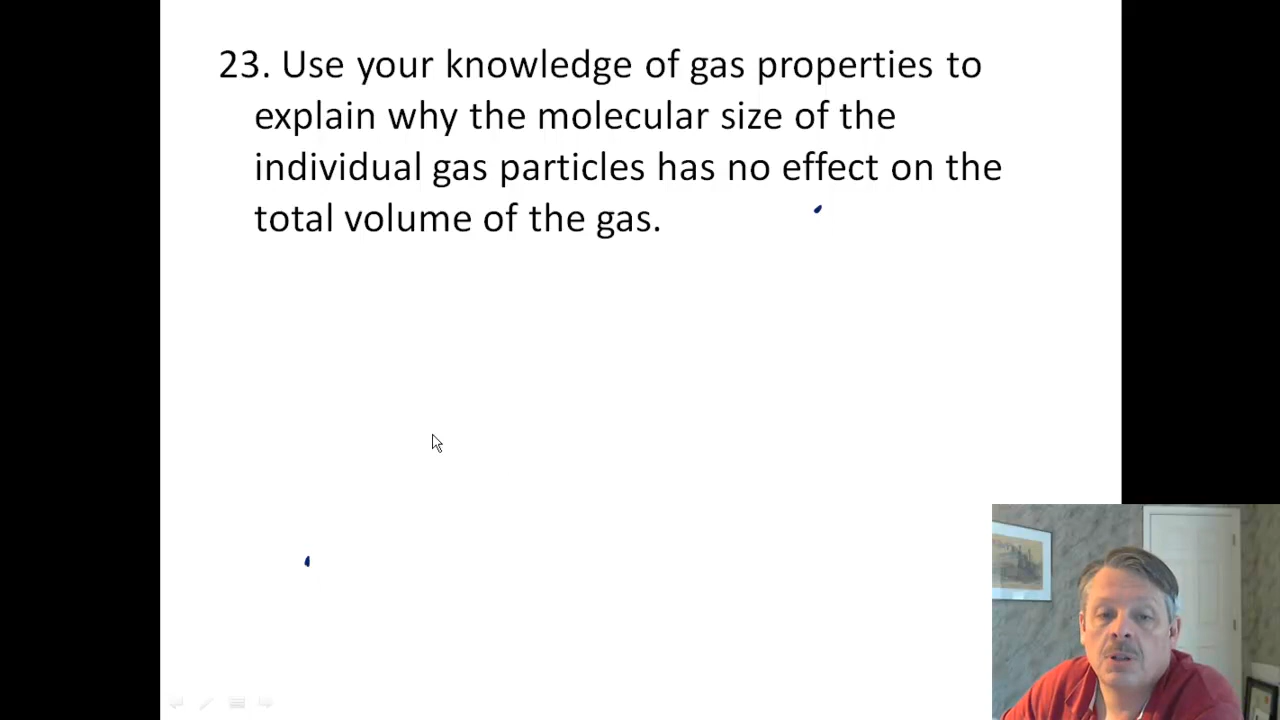 23. Use your knowledge of gas properties to
explain why the molecular size of the
individual gas particles has no effect on the
total volume of the gas.